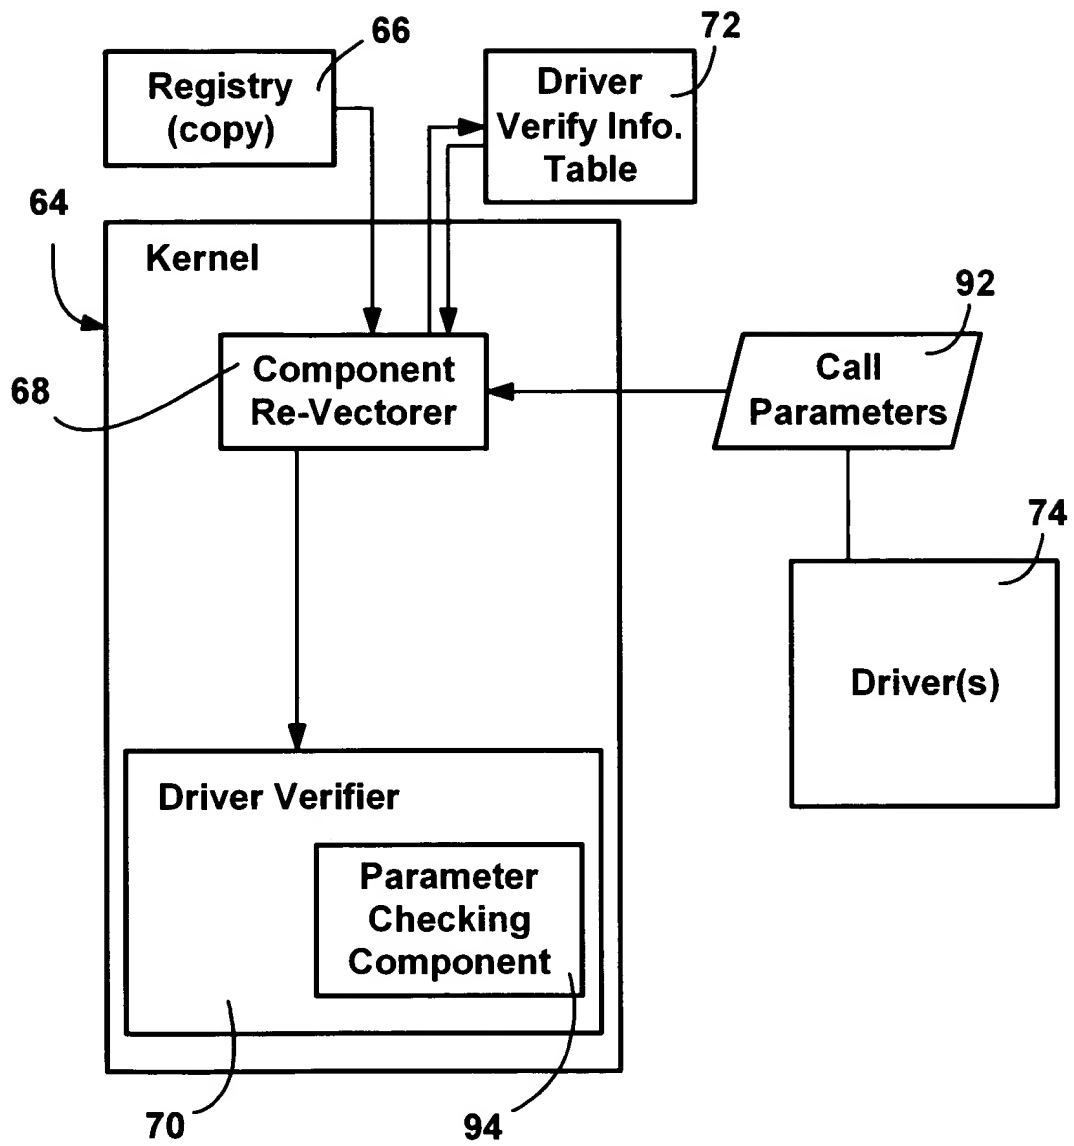 66
72
Registry
(copy)
Driver
Verify Info.
Table
64
Kernel
92
68
Component
Re-Vectorer
Call
Parameters
74
Driver(s)
Driver Verifier
Parameter
Checking
Component
70
94